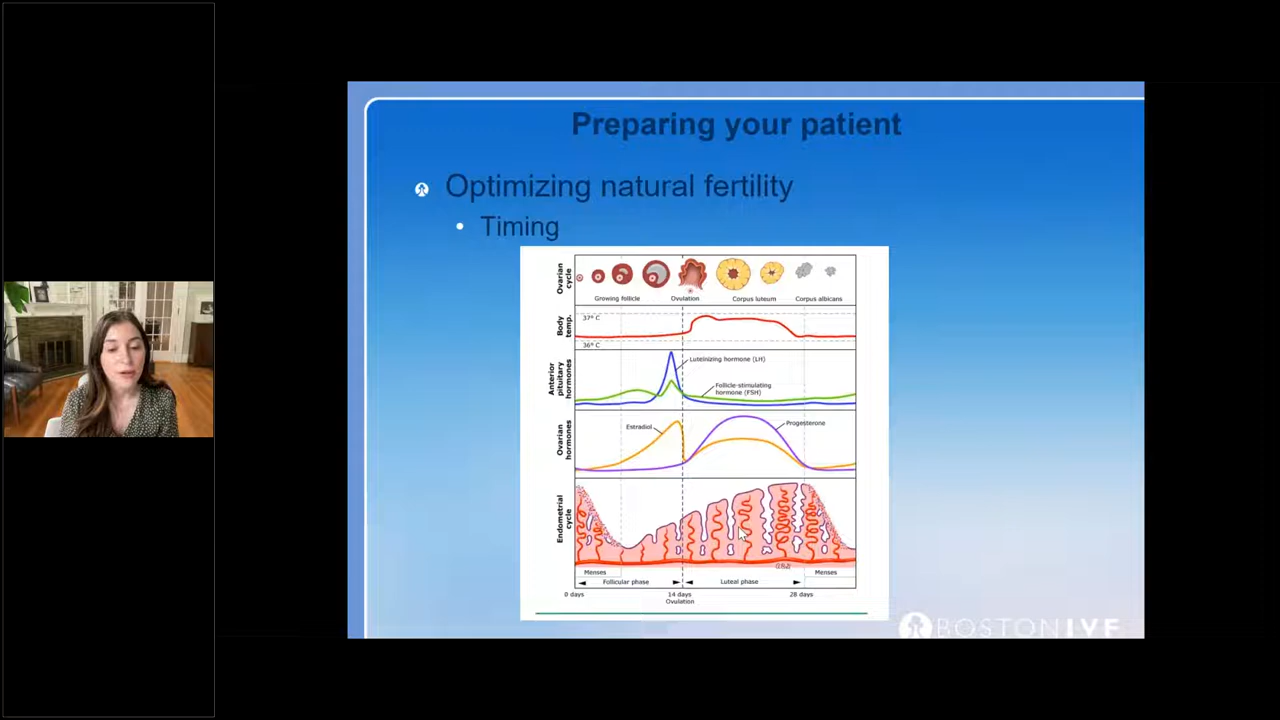 Preparing your patient
Optimizing natural fertility
• Timing
Ovarian
cycle
Growing follicle
Ovulation
Corpus luteum
Corpus albicans
Body
temp.
37° C
36° C
Anterior
pituitary
hormones
Luteinizing hormone (LH)
Follicle-stimulating
hormone (FSH)
Ovarian
hormones
Estradiol
Progesterone
Endometrial
cycle
Menses
Menses
Follicular phase
Luteal phase
0 days
14 days
28 days
Ovulation
BOSTON IVF